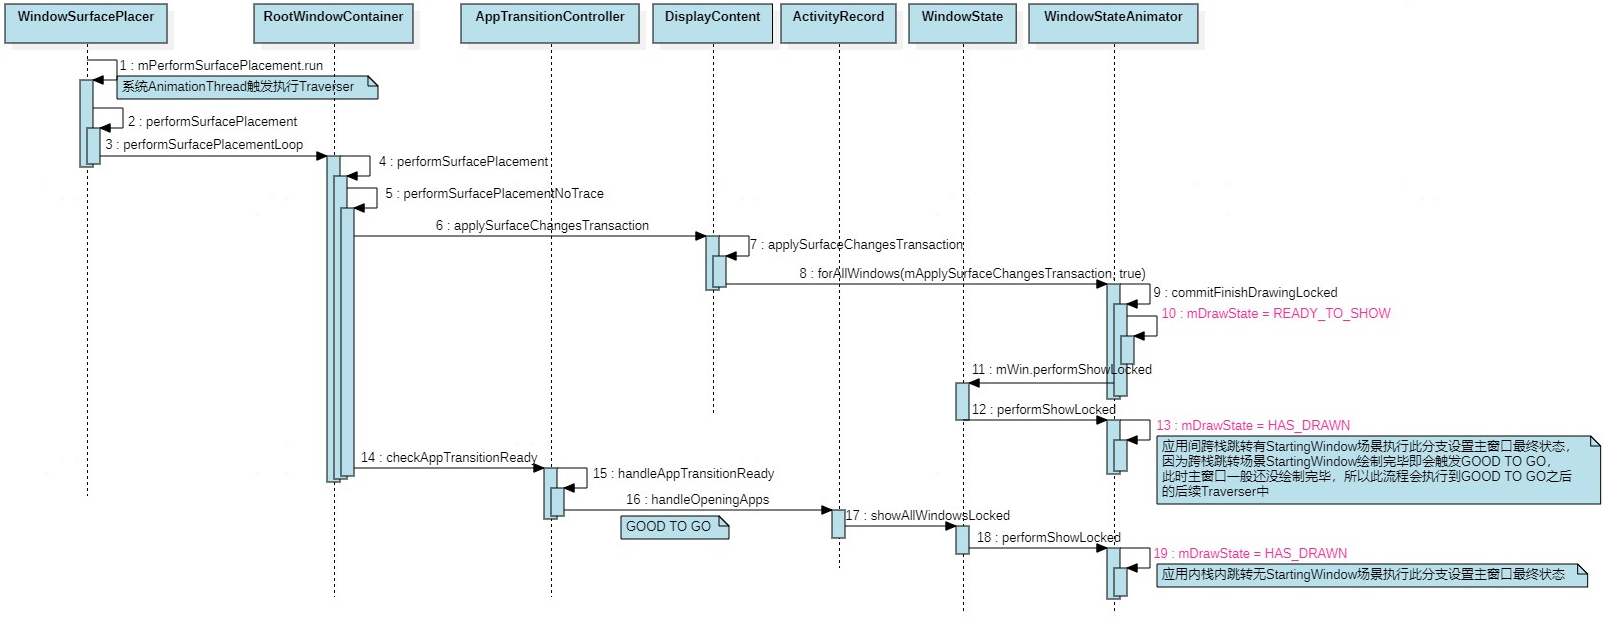 WindowSurfacePlacer
RootWindowContainer
AppTransitionController
DisplayContent
ActivityRecord
WindowState
WindowStateAnimator
1 : mPerformSurfacePlacement.run
系统AnimationThread触发执行Traverser
2 : performSurfacePlacement
3 : performSurfacePlacementLoop
4 : performSurfacePlacement
5 : performSurfacePlacementNoTrace
6 : applySurfaceChangesTransaction
7 : applySurfaceChangesTransaction
8 : forAllWindows(mApplySurfaceChangesTransaction, true)
9 : commitFinishDrawingLocked
10 : mDrawState = READY_TO_SHOW
11 : mWin.performShowLocked
12 : performShowLocked
13 : mDrawState = HAS_DRAWN
应用间跨栈跳转有StartingWindow场景执行此分支设置主窗口最终状态，
因为跨栈跳转场景StartingWindow绘制完毕即会触发GOOD TO GO，
此时主窗口一般还没绘制完毕，所以此流程会执行到GOOD TO GO之后
的后续Traverser中
14 : checkAppTransitionReady
15 : handleAppTransitionReady
16 : handleOpeningApps
GOOD TO GO
17 : showAllWindowsLocked
18 : performShowLocked
19 : mDrawState = HAS_DRAWN
应用内栈内跳转无StartingWindow场景执行此分支设置主窗口最终状态